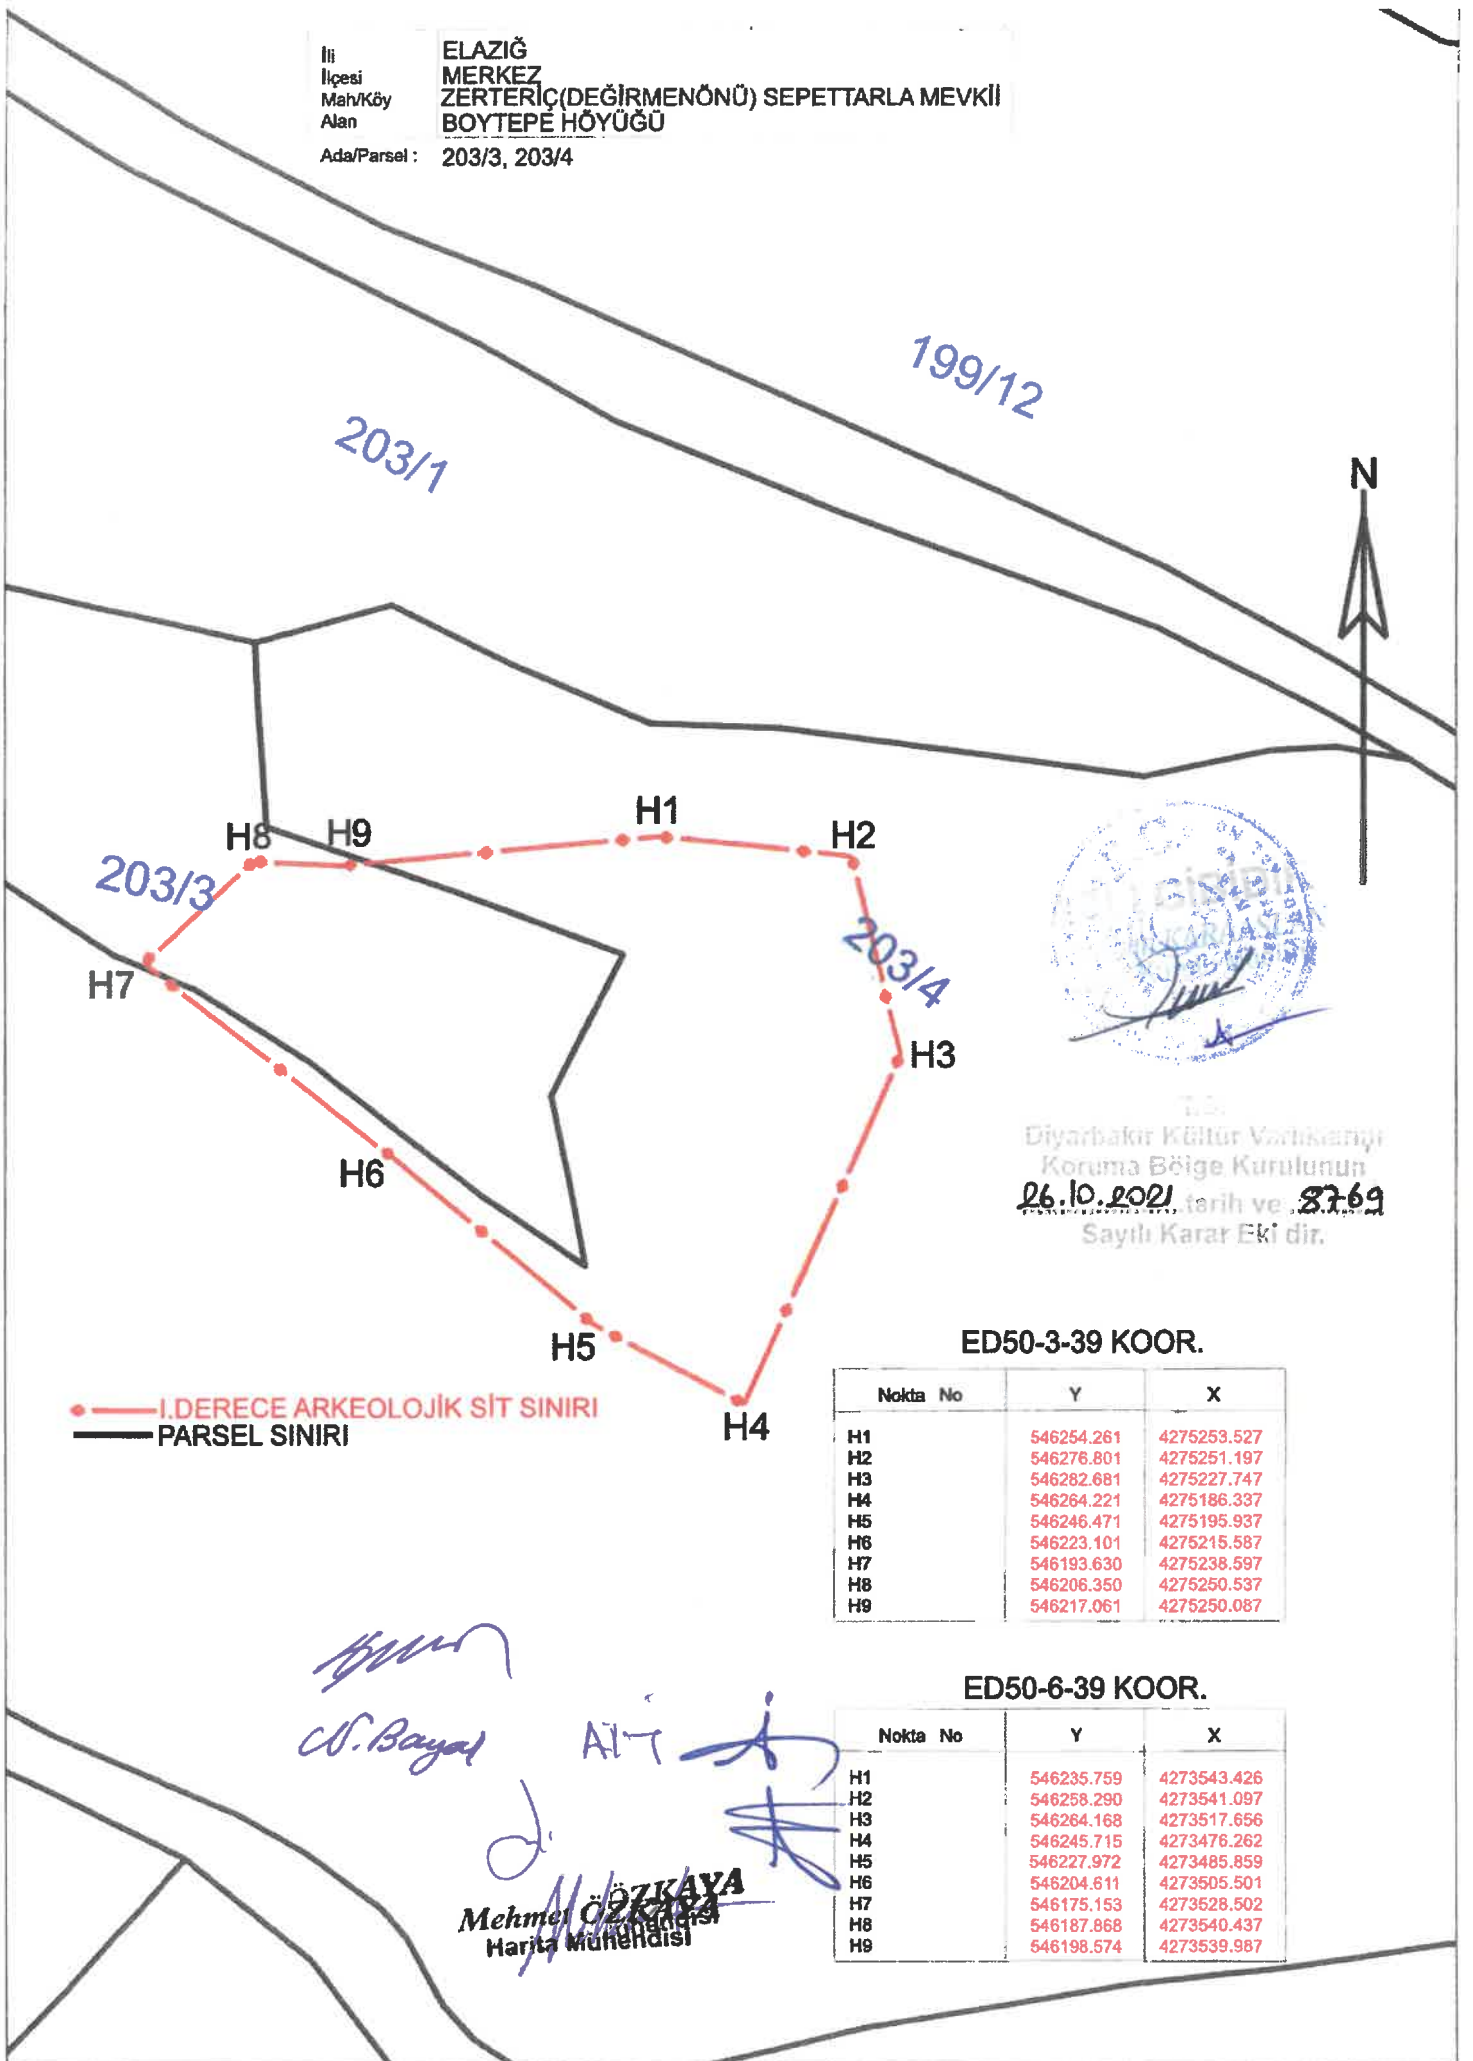 İli ELAZIĞ
İlçesi MERKEZ
Mah/Köy ZERTERİÇ(DEĞİRMENÖNÜ) SEPETTARLA MEVKİİ
Alan BOYTEPE HÖYÜĞÜ
Ada/Parsel : 203/3, 203/4
199/12
203/1
N
H1
H2
H8
H9
203/3
203/4
H7
H3
H6
Diyarbakır Kültür Varlıklarını
Koruma Bölge Kurulunun
26.10.2021 tarih ve 8769
Sayılı Karar Eki dir.
H5
H4
I.DERECE ARKEOLOJİK SİT SINIRI
PARSEL SINIRI
ED50-3-39 KOOR.
Nokta No Y X
H1 546254.261 4275253.527
H2 546276.801 4275251.197
H3 546282.681 4275227.747
H4 546264.221 4275186.337
H5 546246.471 4275195.937
H6 546223.101 4275215.587
H7 546193.630 4275238.597
H8 546206.350 4275250.537
H9 546217.061 4275250.087
ED50-6-39 KOOR.
Nokta No Y X
H1 546235.759 4273543.426
H2 546258.290 4273541.097
H3 546264.168 4273517.656
H4 546245.715 4273476.262
H5 546227.972 4273485.859
H6 546204.611 4273505.501
H7 546175.153 4273528.502
H8 546187.868 4273540.437
H9 546198.574 4273539.987
N. Bayal
Mehmet ÖZKAYA
Harita Mühendisi